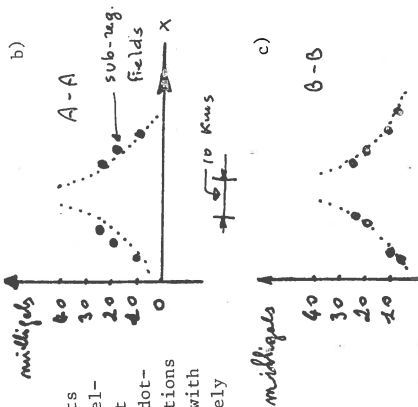 b)
milligals
A-A
sub-reg.
fields
x
40
30
20
10
0
10 Kms
c)
milligals
B-B
40
30
20
10
ts
el-
t
dot-
tions
with
ely